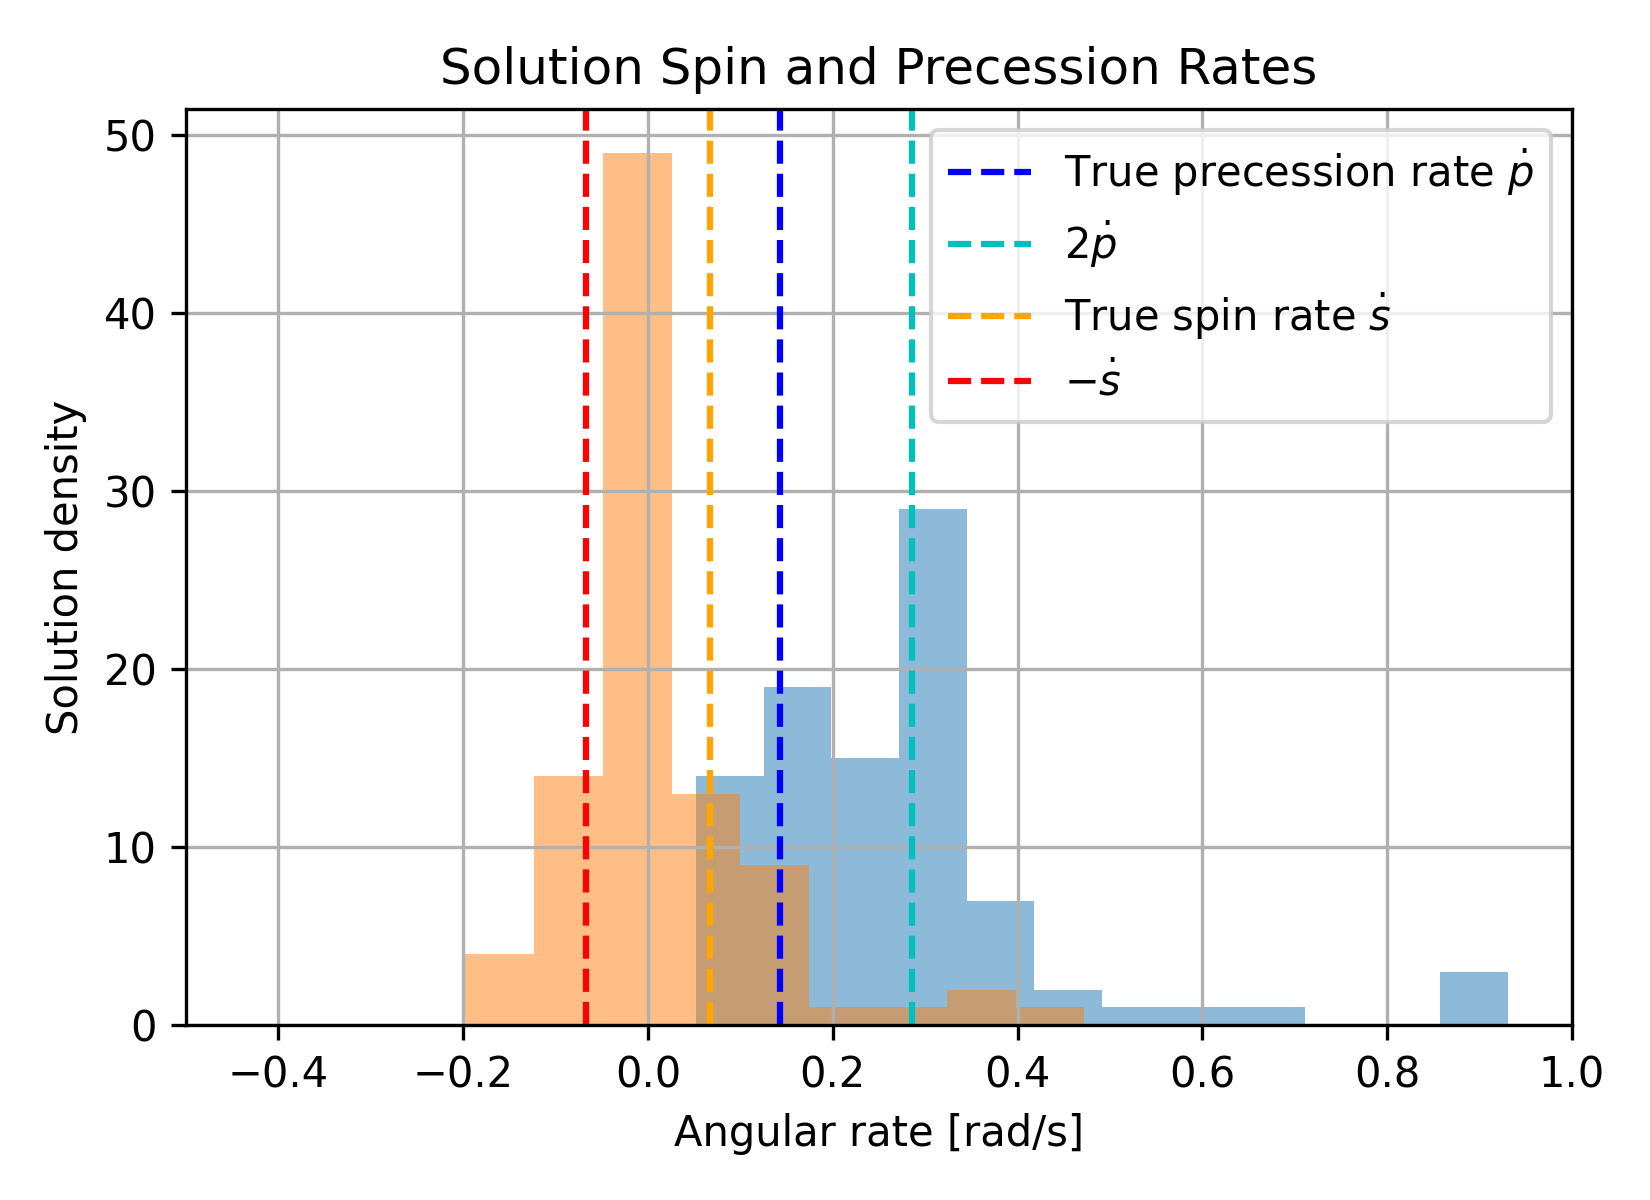 Solution Spin and Precession Rates
True precession rate ṗ
2ṗ
True spin rate ṡ
−ṡ
Solution density
50
40
30
20
10
0
−0.4 −0.2 0.0 0.2 0.4 0.6 0.8 1.0
Angular rate [rad/s]